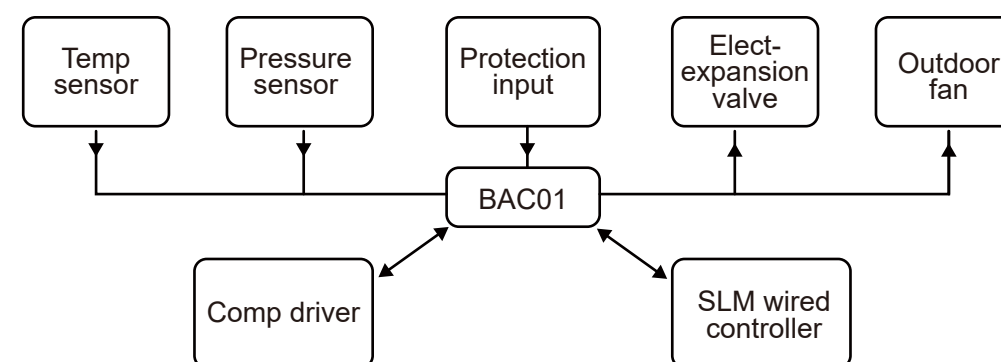 Temp
sensor
Pressure
sensor
Protection
input
Elect-
expansion
valve
Outdoor
fan
BAC01
Comp driver
SLM wired
controller